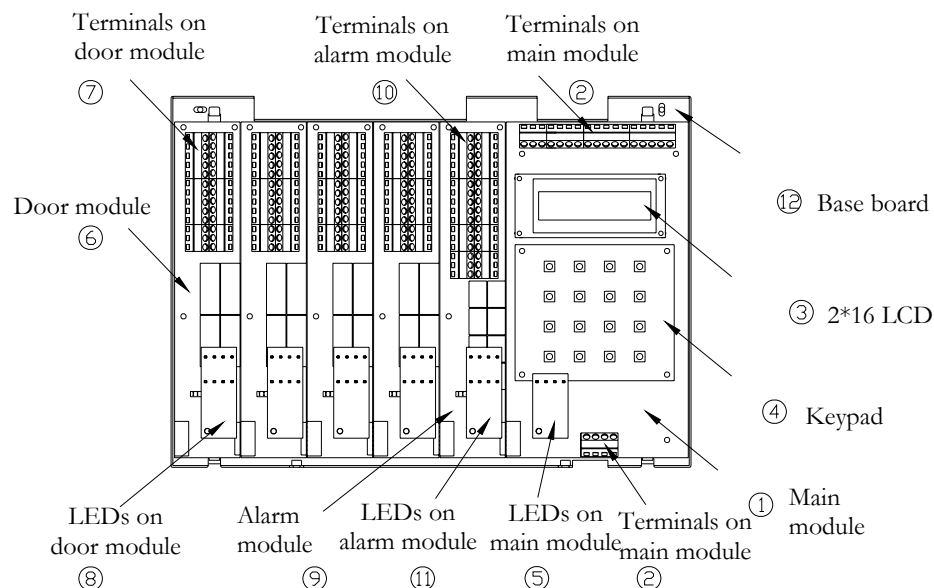 Terminals on
door module
⑦
Terminals on
alarm module
⑩
Terminals on
main module
②
Door module
⑥
⑫ Base board
③ 2*16 LCD
④ Keypad
① Main
module
LEDs on
door module
⑧
Alarm
module
⑨
LEDs on
alarm module
⑪
LEDs on
main module
⑤
Terminals on
main module
②